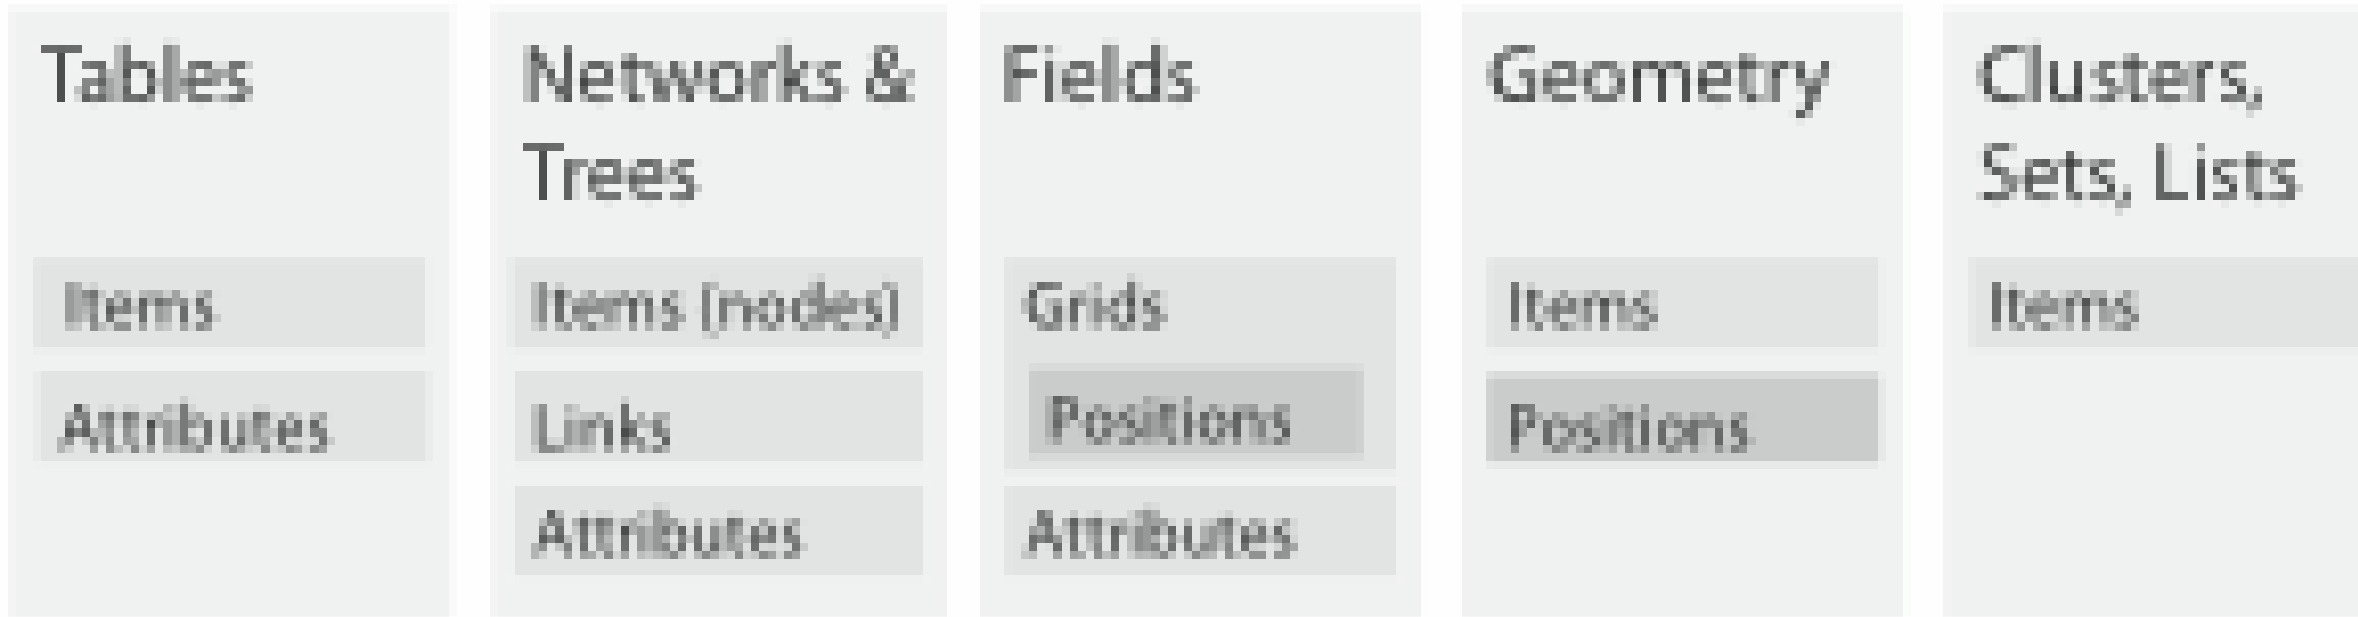 Tables
Items
Attributes
Networks &
Trees
Items (nodes)
Links
Attributes
Fields
Grids
Positions
Attributes
Geometry
Items
Positions
Clusters,
Sets, Lists
Items